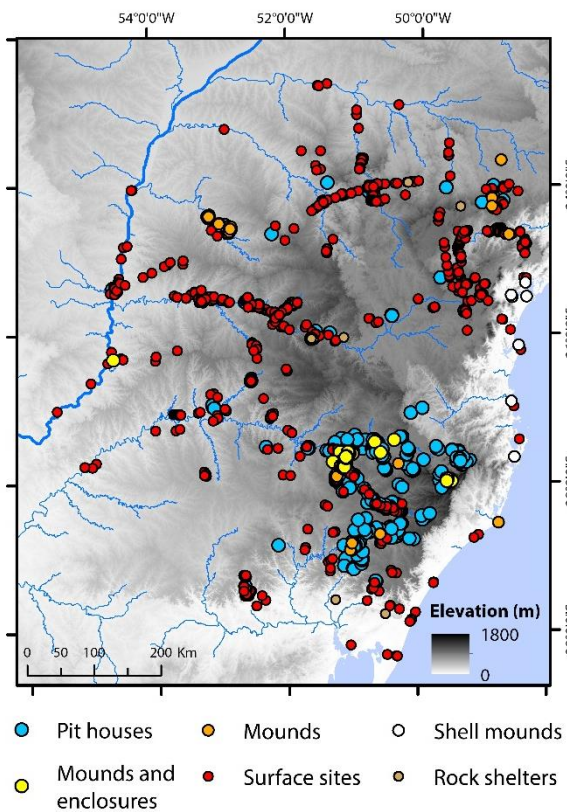 54°0'0"W 52°0'0"W 50°0'0"W
Elevation (m)
1800
0
0 50 100 200 Km
Pit houses Mounds Shell mounds
Mounds and enclosures Surface sites Rock shelters